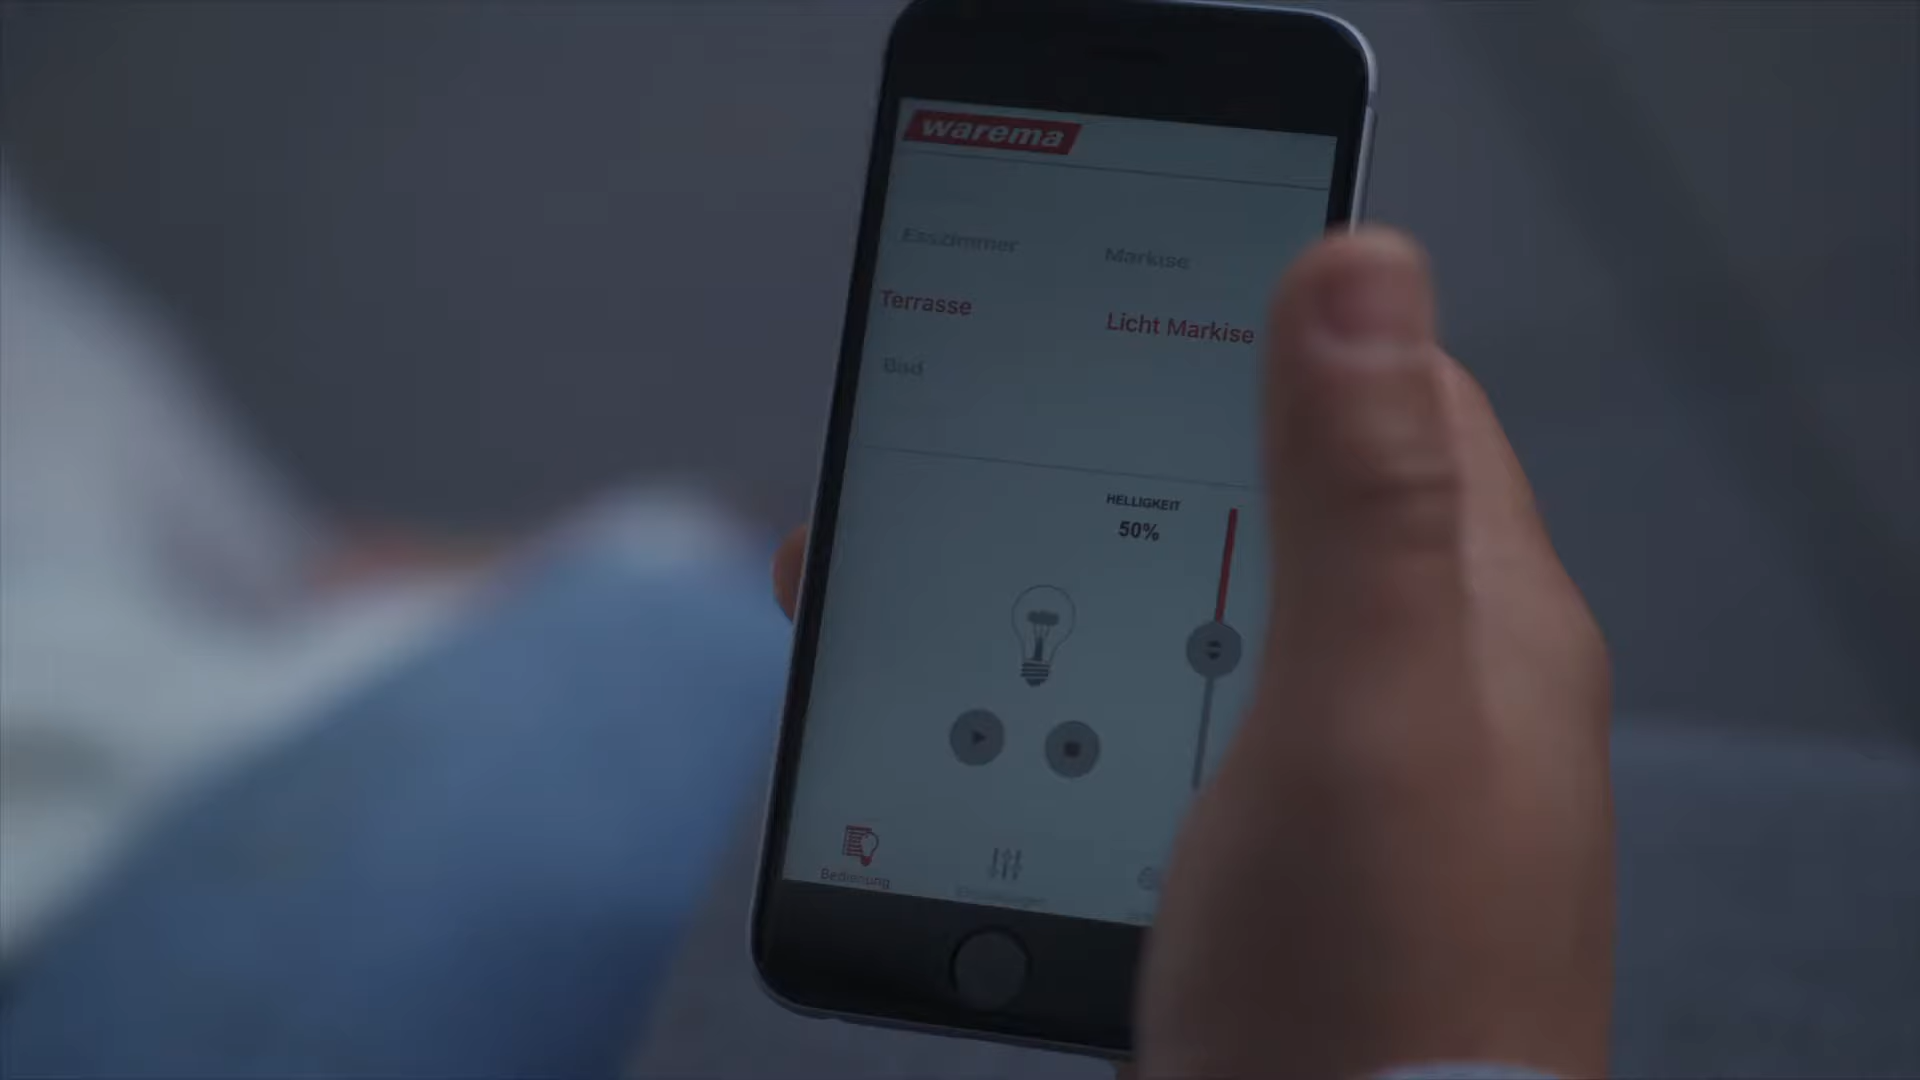 warema
Esszimmer
Markise
Terrasse
Licht Markise
Bad
HELLIGKEIT
50%
Bedienung